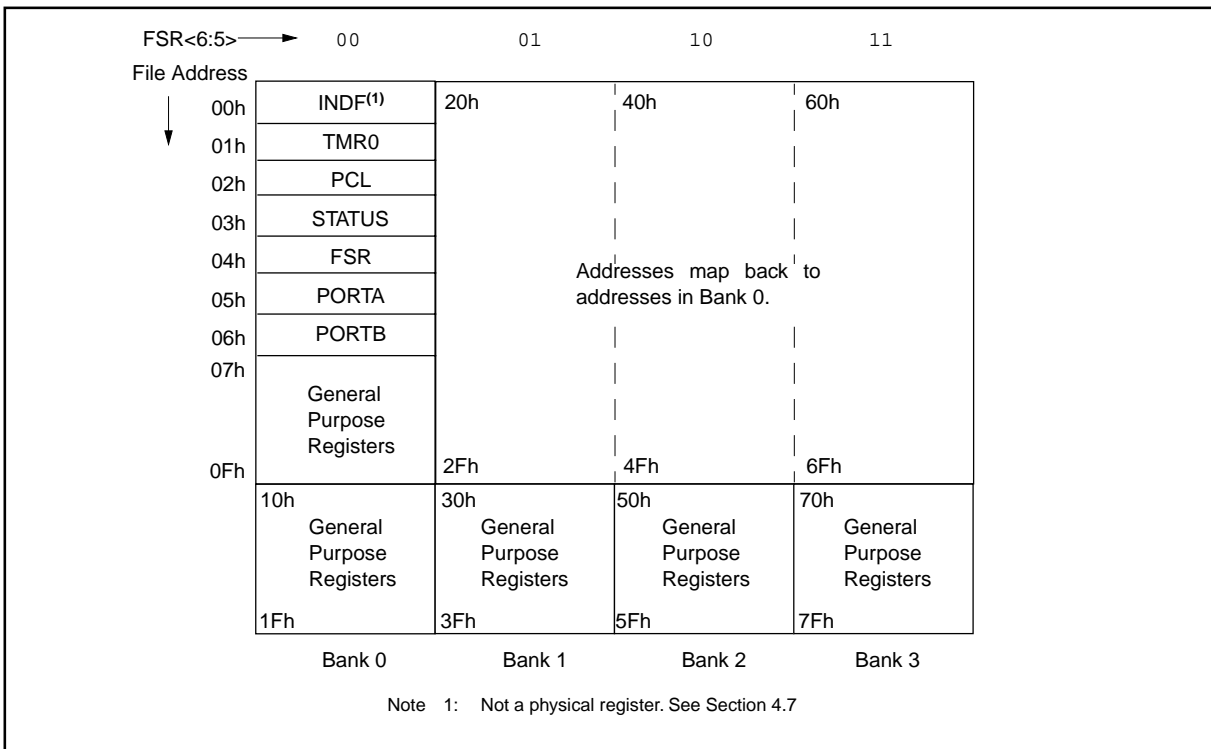 FSR<6:5> 00 01 10 11
File Address
00h INDF(1) 20h 40h 60h
01h TMR0
02h PCL
03h STATUS
04h FSR
Addresses map back to
addresses in Bank 0.
05h PORTA
06h PORTB
07h
General
Purpose
Registers
0Fh 2Fh 4Fh 6Fh
10h 30h 50h 70h
General General General General
Purpose Purpose Purpose Purpose
Registers Registers Registers Registers
1Fh 3Fh 5Fh 7Fh
Bank 0 Bank 1 Bank 2 Bank 3
Note 1: Not a physical register. See Section 4.7